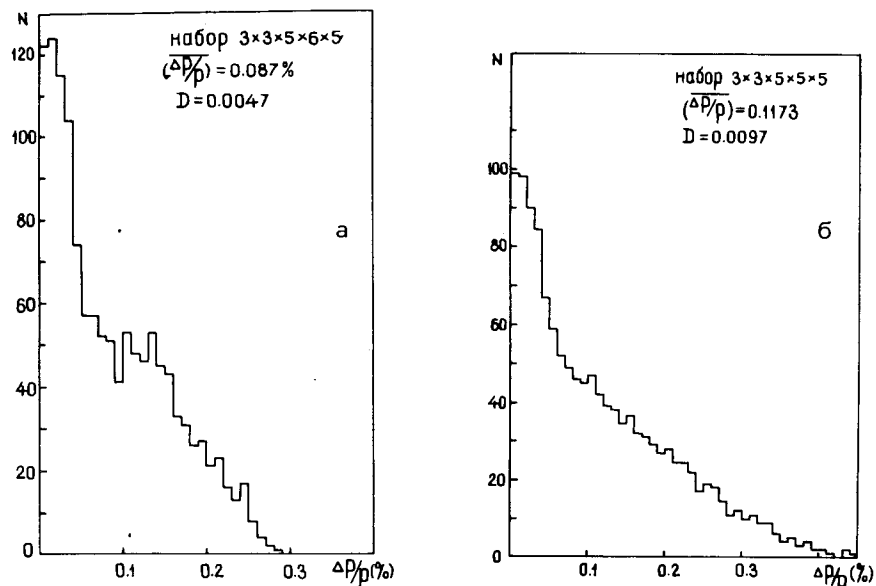 N
набор 3×3×5×6×5
(ΔP/p) = 0.087%
D = 0.0047
120
100
80
60
40
20
0
0.1
0.2
0.3
ΔP/p (%)
а
N
набор 3×3×5×5×5
(ΔP/p) = 0.1173
D = 0.0097
100
80
60
40
20
0
0.1
0.2
0.3
ΔP/p (%)
б